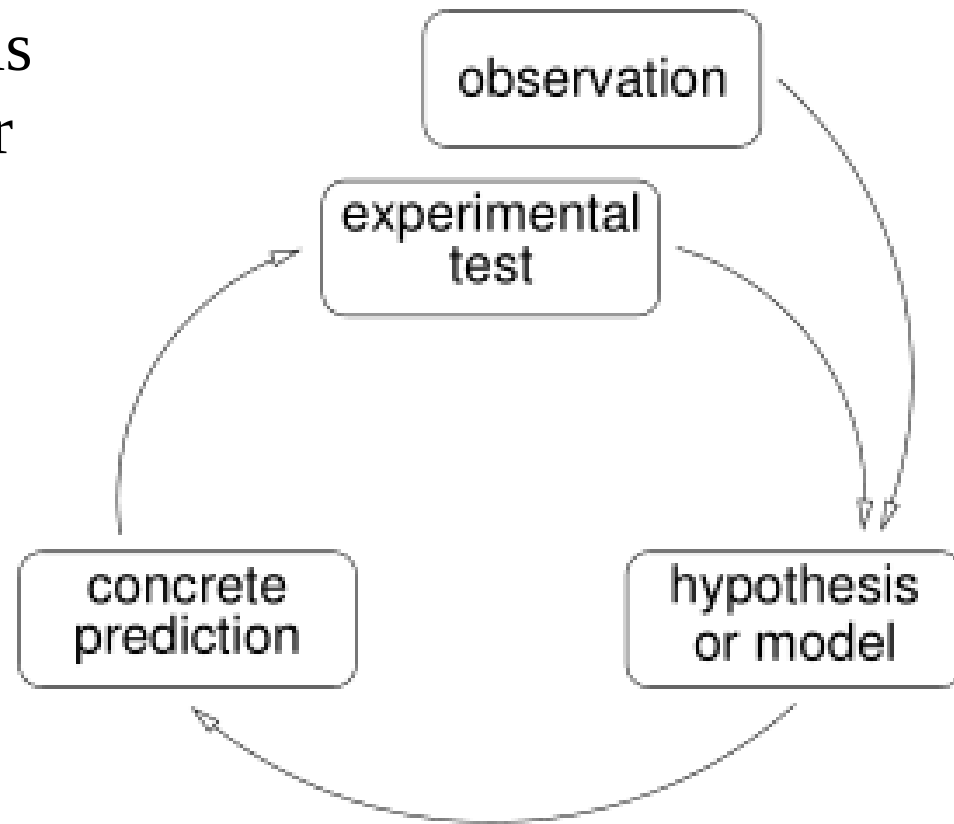 observation
experimental
test
concrete
prediction
hypothesis
or model